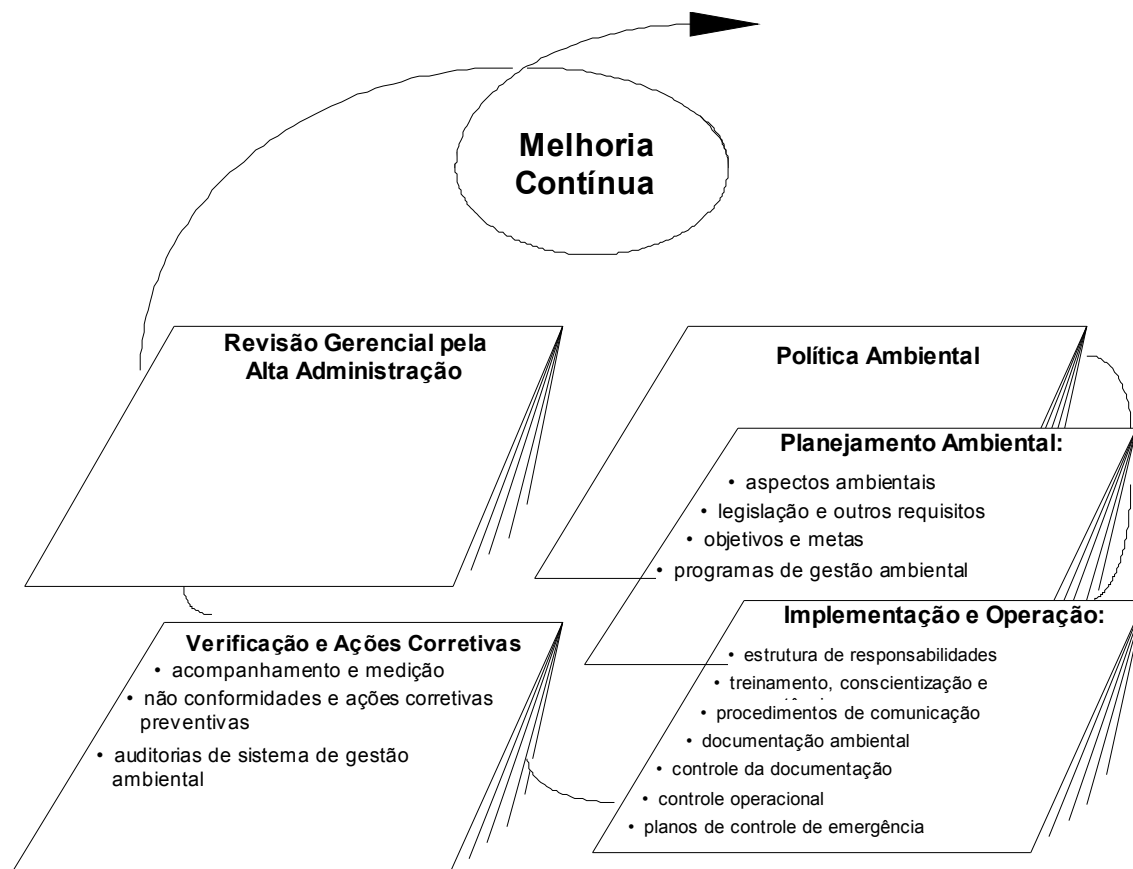 Melhoria
Contínua
Revisão Gerencial pela
Alta Administração
Política Ambiental
Planejamento Ambiental:
• aspectos ambientais
• legislação e outros requisitos
• objetivos e metas
• programas de gestão ambiental
Implementação e Operação:
• estrutura de responsabilidades
• treinamento, conscientização e
• procedimentos de comunicação
• documentação ambiental
• controle da documentação
• controle operacional
• planos de controle de emergência
Verificação e Ações Corretivas
• acompanhamento e medição
• não conformidades e ações corretivas
preventivas
• auditorias de sistema de gestão
ambiental